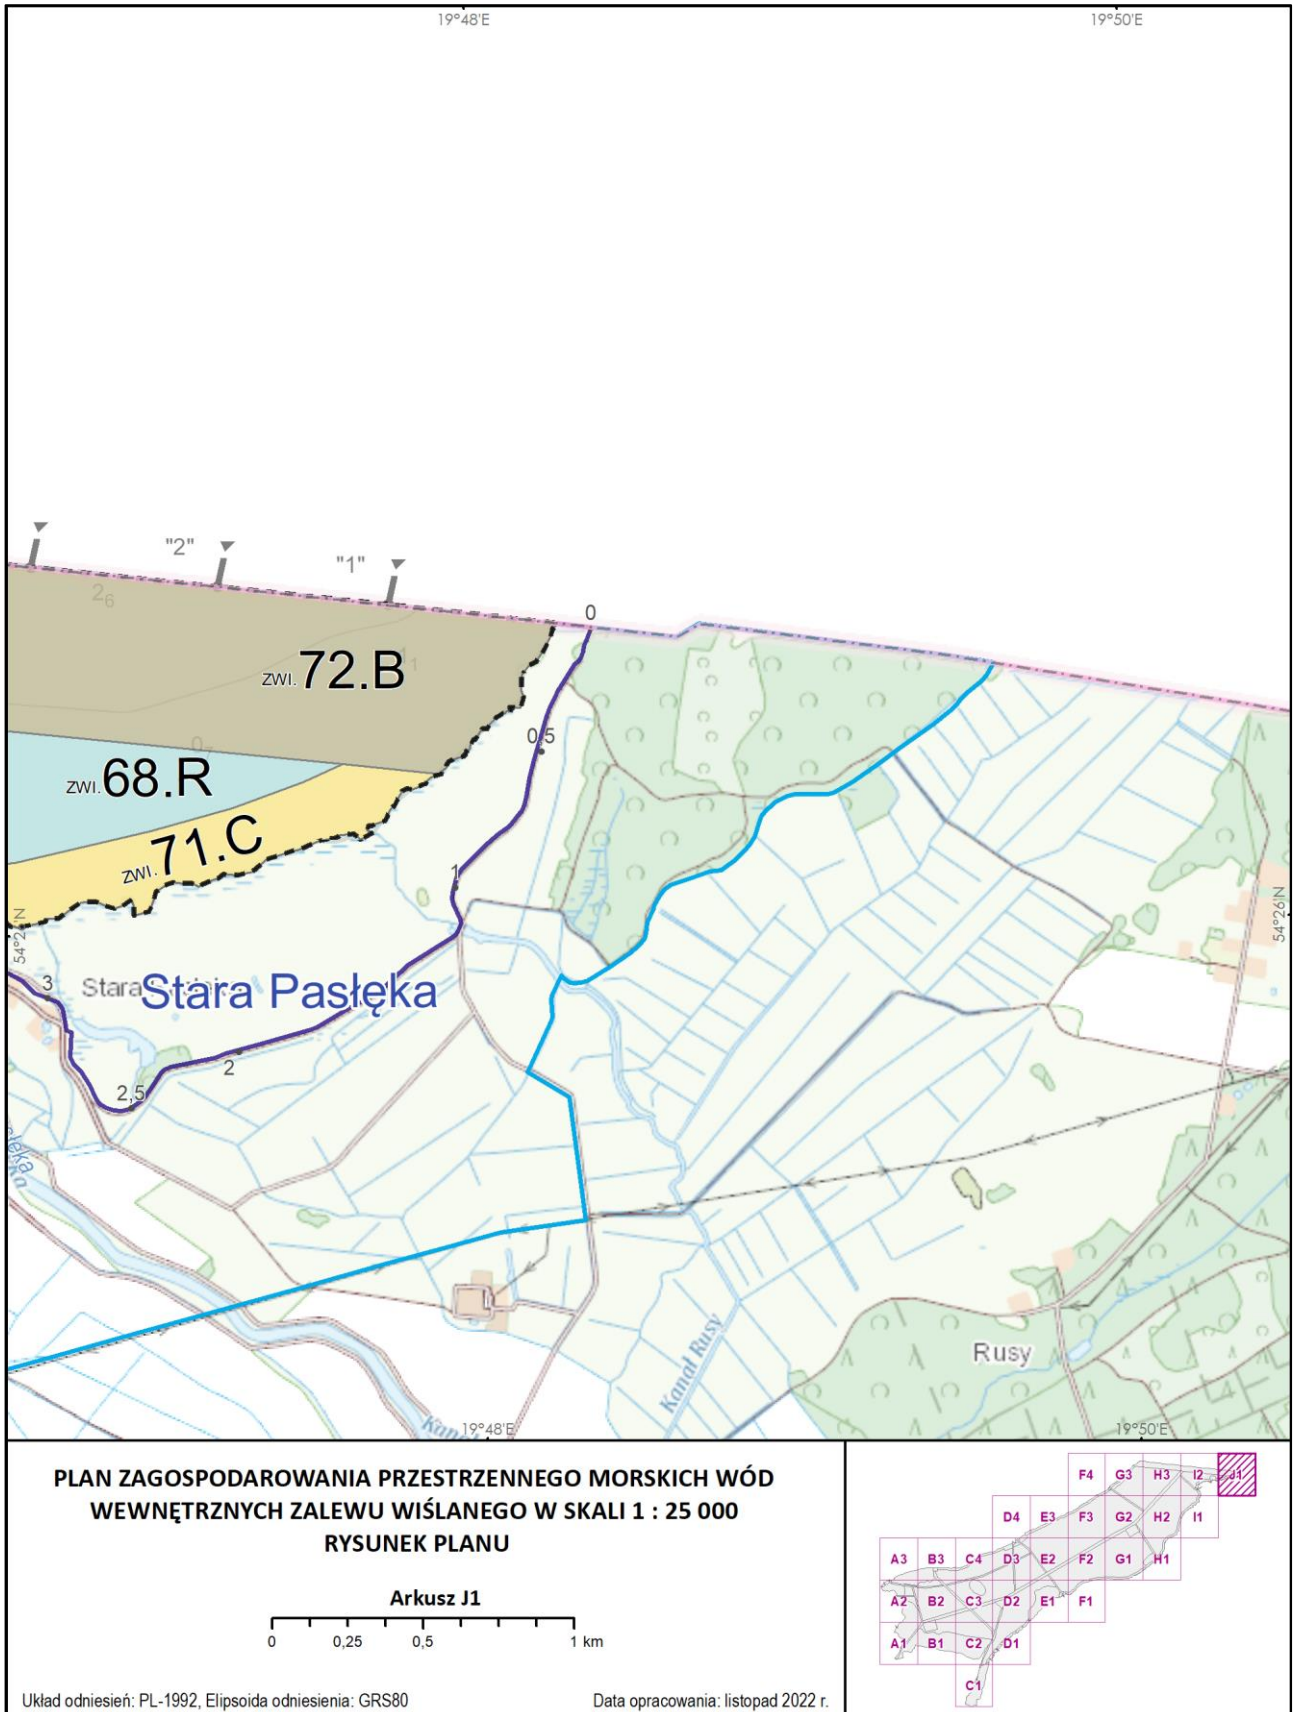 19°48'E
19°50'E
"2"
"1"
2₆
0
ZWI.72.B
0,5
ZWI.68.R
ZWI.71.C
1
54°26'N
3
Stara
Stara Pasłęka
2
2,5
Kanał Rusy
Rusy
19°48'E
19°50'E
PLAN ZAGOSPODAROWANIA PRZESTRZENNEGO MORSKICH WÓD
WEWNĘTRZNYCH ZALEWU WIŚLANEGO W SKALI 1 : 25 000
RYSUNEK PLANU
Arkusz J1
0 0,25 0,5 1 km
Układ odniesień: PL-1992, Elipsoida odniesienia: GRS80
Data opracowania: listopad 2022 r.
F4 G3 H3 I2 J1
D4 E3 F3 G2 H2 I1
A3 B3 C4 D3 E2 F2 G1 H1
A2 B2 C3 D2 E1 F1
A1 B1 C2 D1
C1